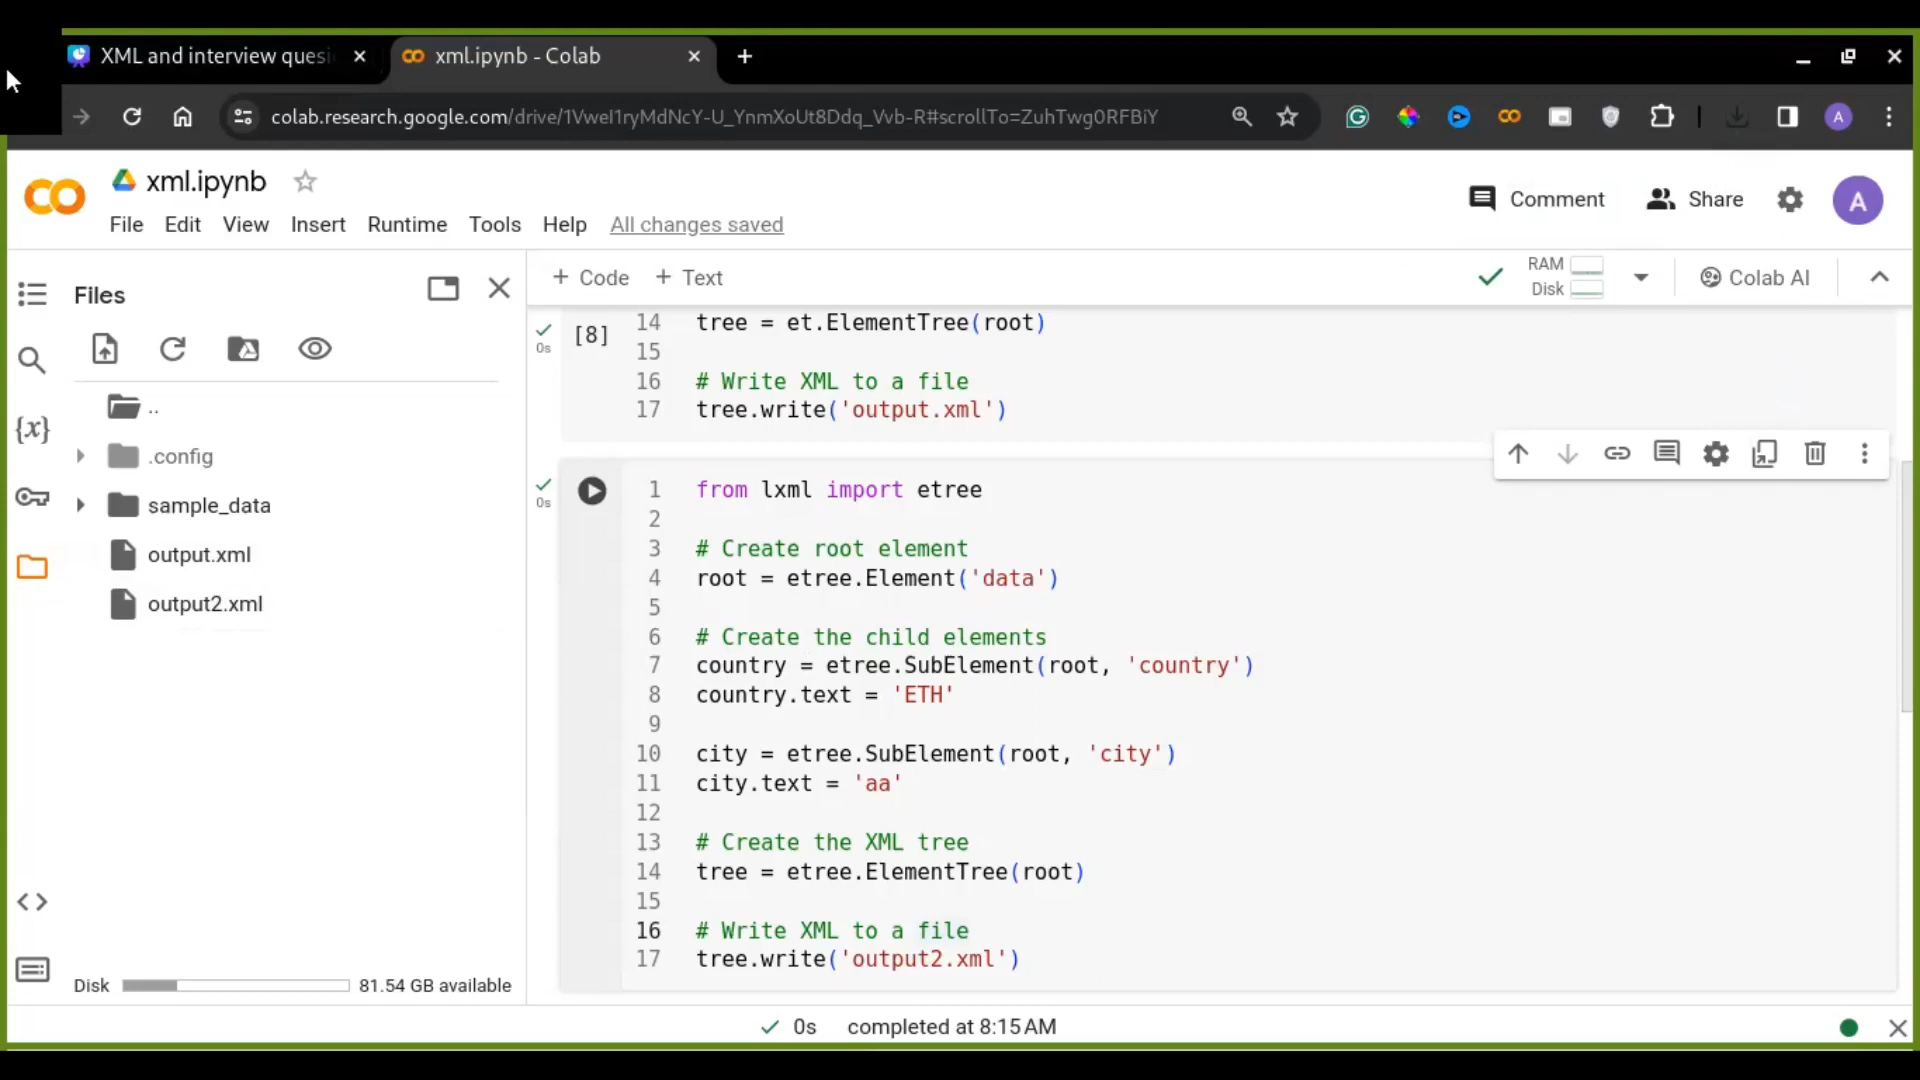 XML and interview quesi
xml.ipynb - Colab
colab.research.google.com/drive/1VweI1ryMdNcY-U_YnmXoUt8Ddq_Vvb-R#scrollTo=ZuhTwg0RFBiY
A
xml.ipynb
Comment
Share
A
File Edit View Insert Runtime Tools Help All changes saved
Files
+ Code + Text
RAM
Disk
Colab AI
0s
[8]
14 tree = et.ElementTree(root)
15
16 # Write XML to a file
17 tree.write('output.xml')
..
.config
sample_data
output.xml
output2.xml
0s
1 from lxml import etree
2
3 # Create root element
4 root = etree.Element('data')
5
6 # Create the child elements
7 country = etree.SubElement(root, 'country')
8 country.text = 'ETH'
9
10 city = etree.SubElement(root, 'city')
11 city.text = 'aa'
12
13 # Create the XML tree
14 tree = etree.ElementTree(root)
15
16 # Write XML to a file
17 tree.write('output2.xml')
Disk 81.54 GB available
0s completed at 8:15 AM